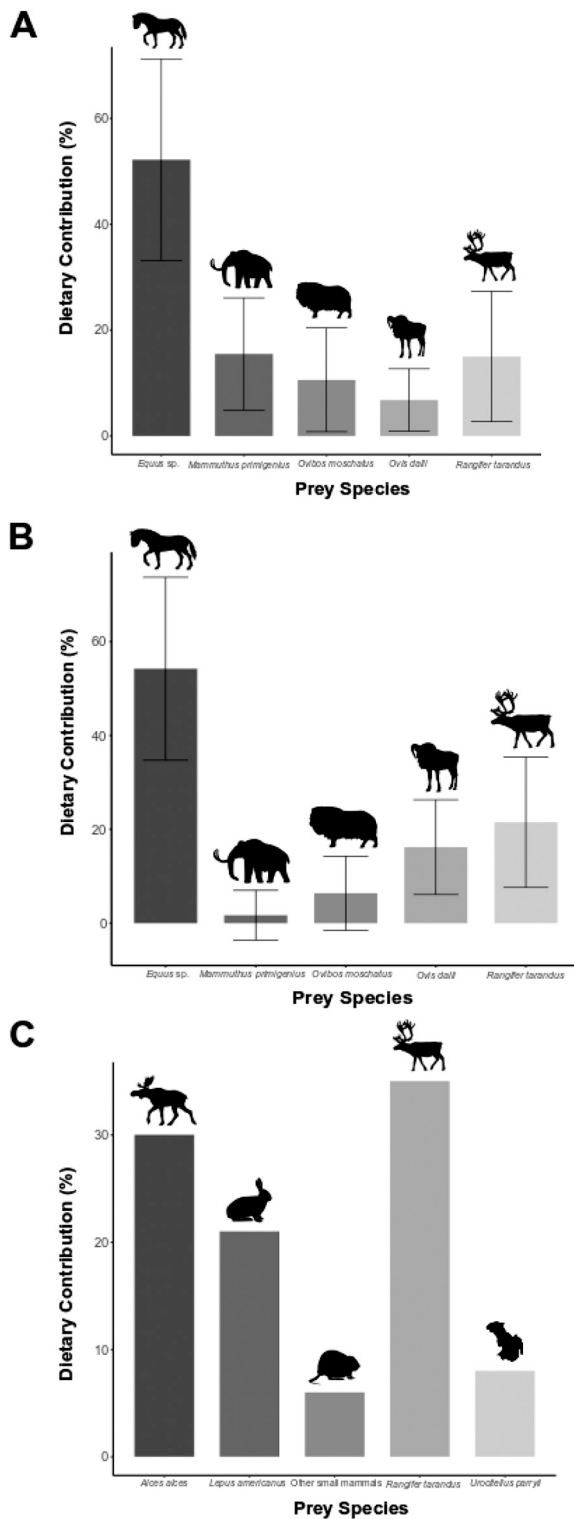 A
Dietary Contribution (%)
60
40
20
0
Equus sp. Mammuthus primigenius Ovibos moschatus Ovis dalli Rangifer tarandus
Prey Species
B
Dietary Contribution (%)
60
40
20
0
Equus sp. Mammuthus primigenius Ovibos moschatus Ovis dalli Rangifer tarandus
Prey Species
C
Dietary Contribution (%)
30
20
10
0
Alces alces Lepus americanus Other small mammals Rangifer tarandus Urocitellus parryii
Prey Species